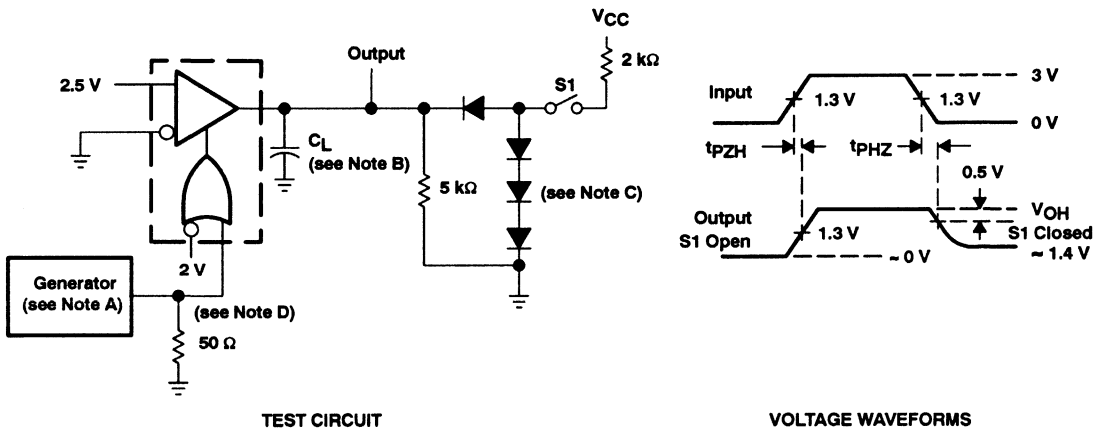 VCC
Output
2 kΩ
S1
2.5 V
CL
(see Note B)
5 kΩ
(see Note C)
2 V
Generator
(see Note A)
(see Note D)
50 Ω
TEST CIRCUIT
3 V
Input
1.3 V
1.3 V
0 V
tPZH
tPHZ
0.5 V
VOH
Output
S1 Open
1.3 V
S1 Closed
~ 0 V
~ 1.4 V
VOLTAGE WAVEFORMS